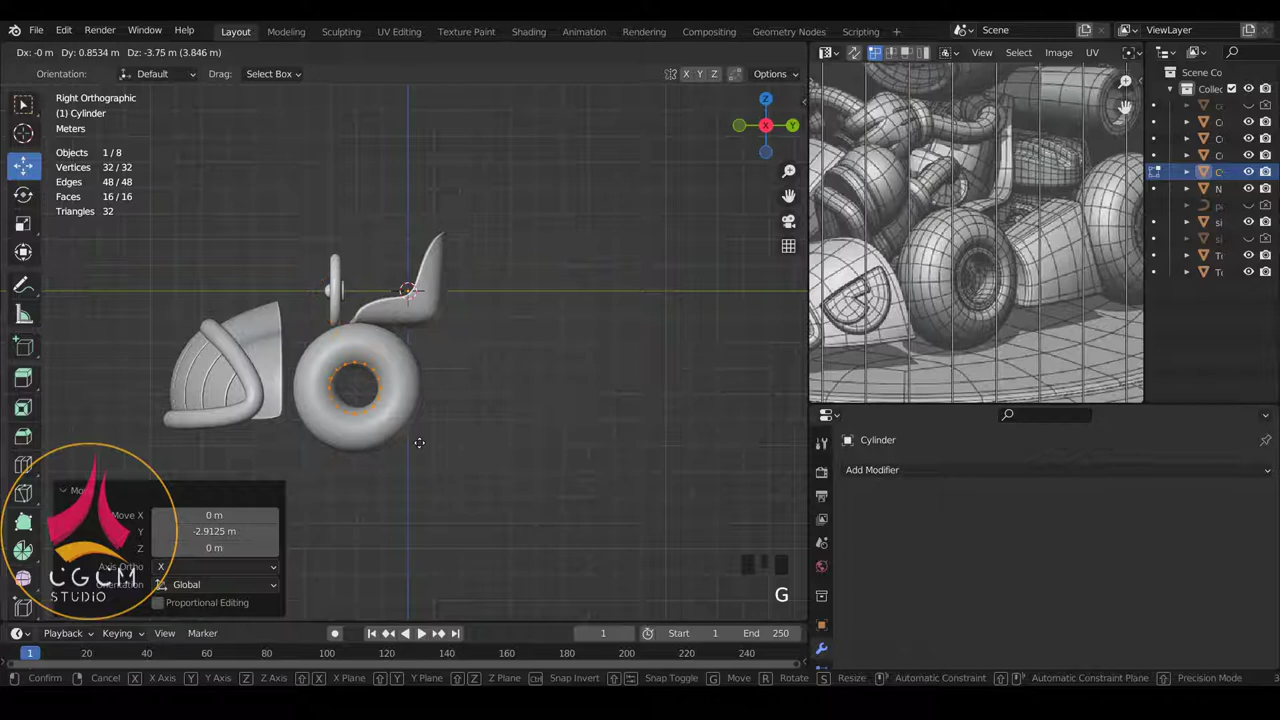 File Edit Render Window Help Layout Modeling Sculpting UV Editing Texture Paint Shading Animation Rendering Compositing Geometry Nodes Scripting + Scene ViewLayer
Dx: -0 m Dy: 0.8534 m Dz: -3.75 m (3.846 m)
View Select Image UV
Orientation: Default Drag: Select Box X Y Z Options
Scene Co
Collec
Right Orthographic
(1) Cylinder
Meters
Objects 1 / 8
Vertices 32 / 32
Edges 48 / 48
Faces 16 / 16
Triangles 32
Z
X
Y
N
Cylinder
Add Modifier
Move X 0 m
Y -2.9125 m
Z 0 m
Axis Ortho X
Orientation Global
Proportional Editing
CGCM
STUDIO
G
Playback Keying View Marker 1 Start 1 End 250
1 20 40 60 80 100 120 140 160 180 200 220 240
Confirm Cancel X X Axis Y Y Axis Z Z Axis X X Plane Y Y Plane Z Z Plane Ctrl Snap Invert Snap Toggle G Move R Rotate S Resize Automatic Constraint Automatic Constraint Plane Precision Mode